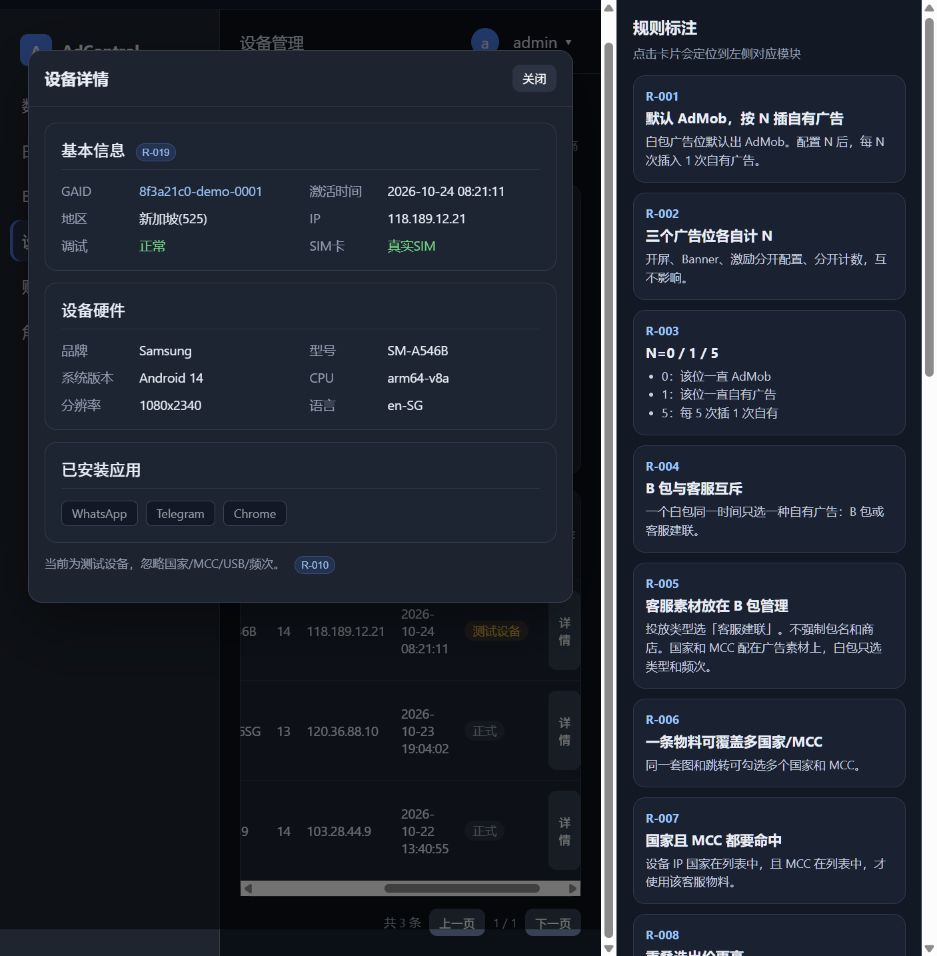 AdControl
设备管理
a
admin
设备详情
关闭
基本信息 R-019
GAID 8f3a21c0-demo-0001 激活时间 2026-10-24 08:21:11
地区 新加坡(525) IP 118.189.12.21
调试 正常 SIM卡 真实SIM
设备硬件
品牌 Samsung 型号 SM-A546B
系统版本 Android 14 CPU arm64-v8a
分辨率 1080x2340 语言 en-SG
已安装应用
WhatsApp Telegram Chrome
当前为测试设备，忽略国家/MCC/USB/频次。 R-010
6B 14 118.189.12.21 2026-
10-24
08:21:11 测试设备 详
情
SG 13 120.36.88.10 2026-
10-23
19:04:02 正式 详
情
9 14 103.28.44.9 2026-
10-22
13:40:55 正式 详
情
共 3 条 上一页 1 / 1 下一页
规则标注
点击卡片会定位到左侧对应模块
R-001
默认 AdMob，按 N 插自有广告
白包广告位默认出 AdMob。配置 N 后，每 N
次插入 1 次自有广告。
R-002
三个广告位各自计 N
开屏、Banner、激励分开配置、分开计数，互
不影响。
R-003
N=0 / 1 / 5
• 0：该位一直 AdMob
• 1：该位一直自有广告
• 5：每 5 次插 1 次自有
R-004
B 包与客服互斥
一个白包同一时间只选一种自有广告：B 包或
客服建联。
R-005
客服素材放在 B 包管理
投放类型选「客服建联」。不强制包名和商
店。国家和 MCC 配在广告素材上，白包只选
类型和频次。
R-006
一条物料可覆盖多国家/MCC
同一套图和跳转可勾选多个国家和 MCC。
R-007
国家且 MCC 都要命中
设备 IP 国家在列表中，且 MCC 在列表中，才
使用该客服物料。
R-008